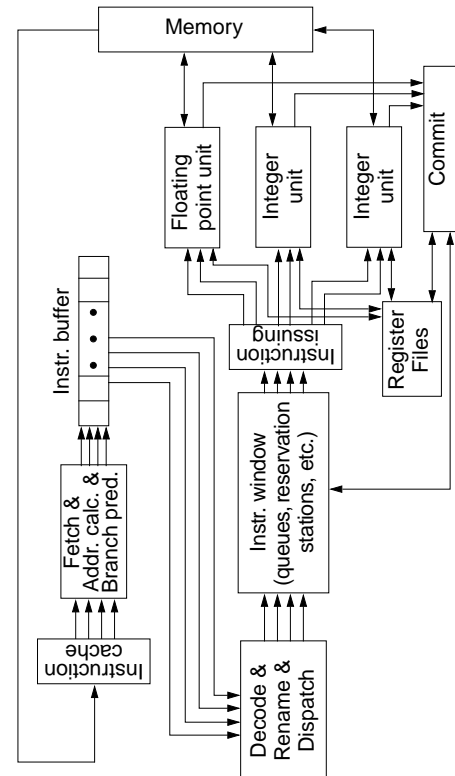 Memory
Floating
point unit
Integer
unit
Integer
unit
Commit
Instr. buffer
Instruction
issuing
Register
Files
Fetch &
Addr. calc. &
Branch pred.
Instr. window
(queues, reservation
stations, etc.)
Instruction
cache
Decode &
Rename &
Dispatch